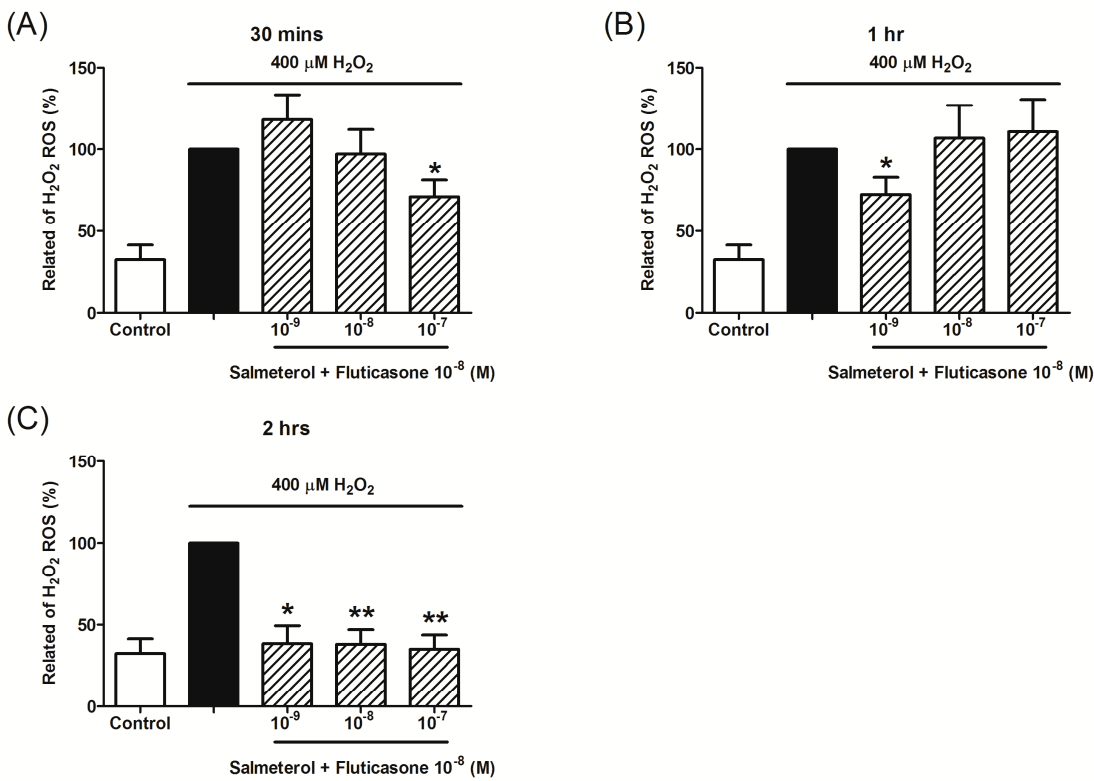 (A)
30 mins
400 μM H₂O₂
Related of H₂O₂ ROS (%)
150
100
50
0
*
Control
10⁻⁹
10⁻⁸
10⁻⁷
Salmeterol + Fluticasone 10⁻⁸ (M)
(B)
1 hr
400 μM H₂O₂
Related of H₂O₂ ROS (%)
150
100
50
0
*
Control
10⁻⁹
10⁻⁸
10⁻⁷
Salmeterol + Fluticasone 10⁻⁸ (M)
(C)
2 hrs
400 μM H₂O₂
Related of H₂O₂ ROS (%)
150
100
50
0
* ** **
Control
10⁻⁹
10⁻⁸
10⁻⁷
Salmeterol + Fluticasone 10⁻⁸ (M)